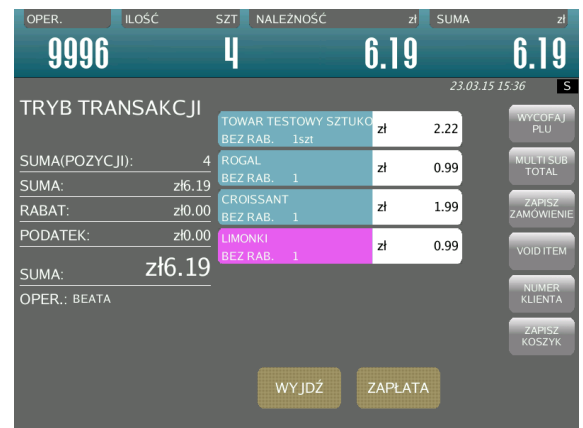 OPER. ILOŚĆ SZT NALEŻNOŚĆ zł SUMA zł
9996 4 6.19 6.19
23.03.15 15:36 S
TRYB TRANSAKCJI
SUMA(POZYCJI): 4
SUMA: zł6.19
RABAT: zł0.00
PODATEK: zł0.00
SUMA: zł6.19
OPER.: BEATA
TOWAR TESTOWY SZTUKO zł 2.22
BEZ RAB. 1szt
ROGAL zł 0.99
BEZ RAB. 1
CROISSANT zł 1.99
BEZ RAB. 1
LIMONKI zł 0.99
BEZ RAB. 1
WYCOFAJ
PLU
MULTI SUB
TOTAL
ZAPISZ
ZAMÓWIENIE
VOID ITEM
NUMER
KLIENTA
ZAPISZ
KOSZYK
WYJDŹ ZAPŁATA